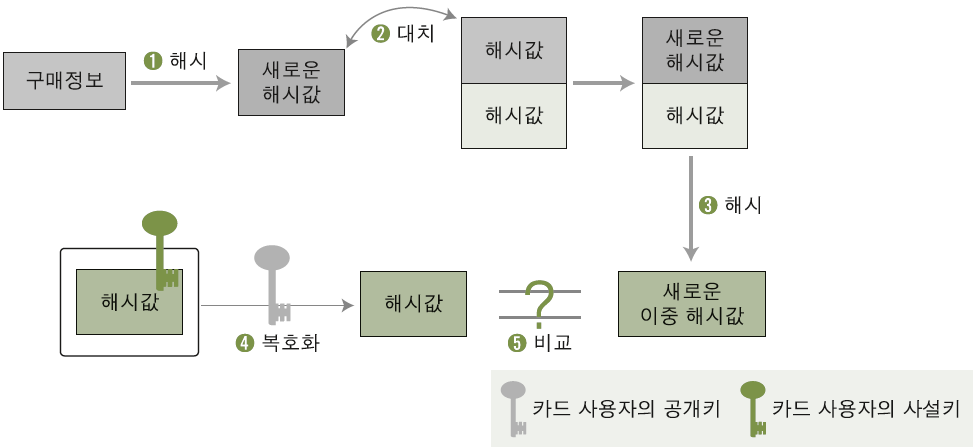 구매정보
❶ 해시
새로운
해시값
❷ 대치
해시값
해시값
새로운
해시값
해시값
❸ 해시
해시값
❹ 복호화
해시값
?
❺ 비교
새로운
이중 해시값
카드 사용자의 공개키
카드 사용자의 사설키